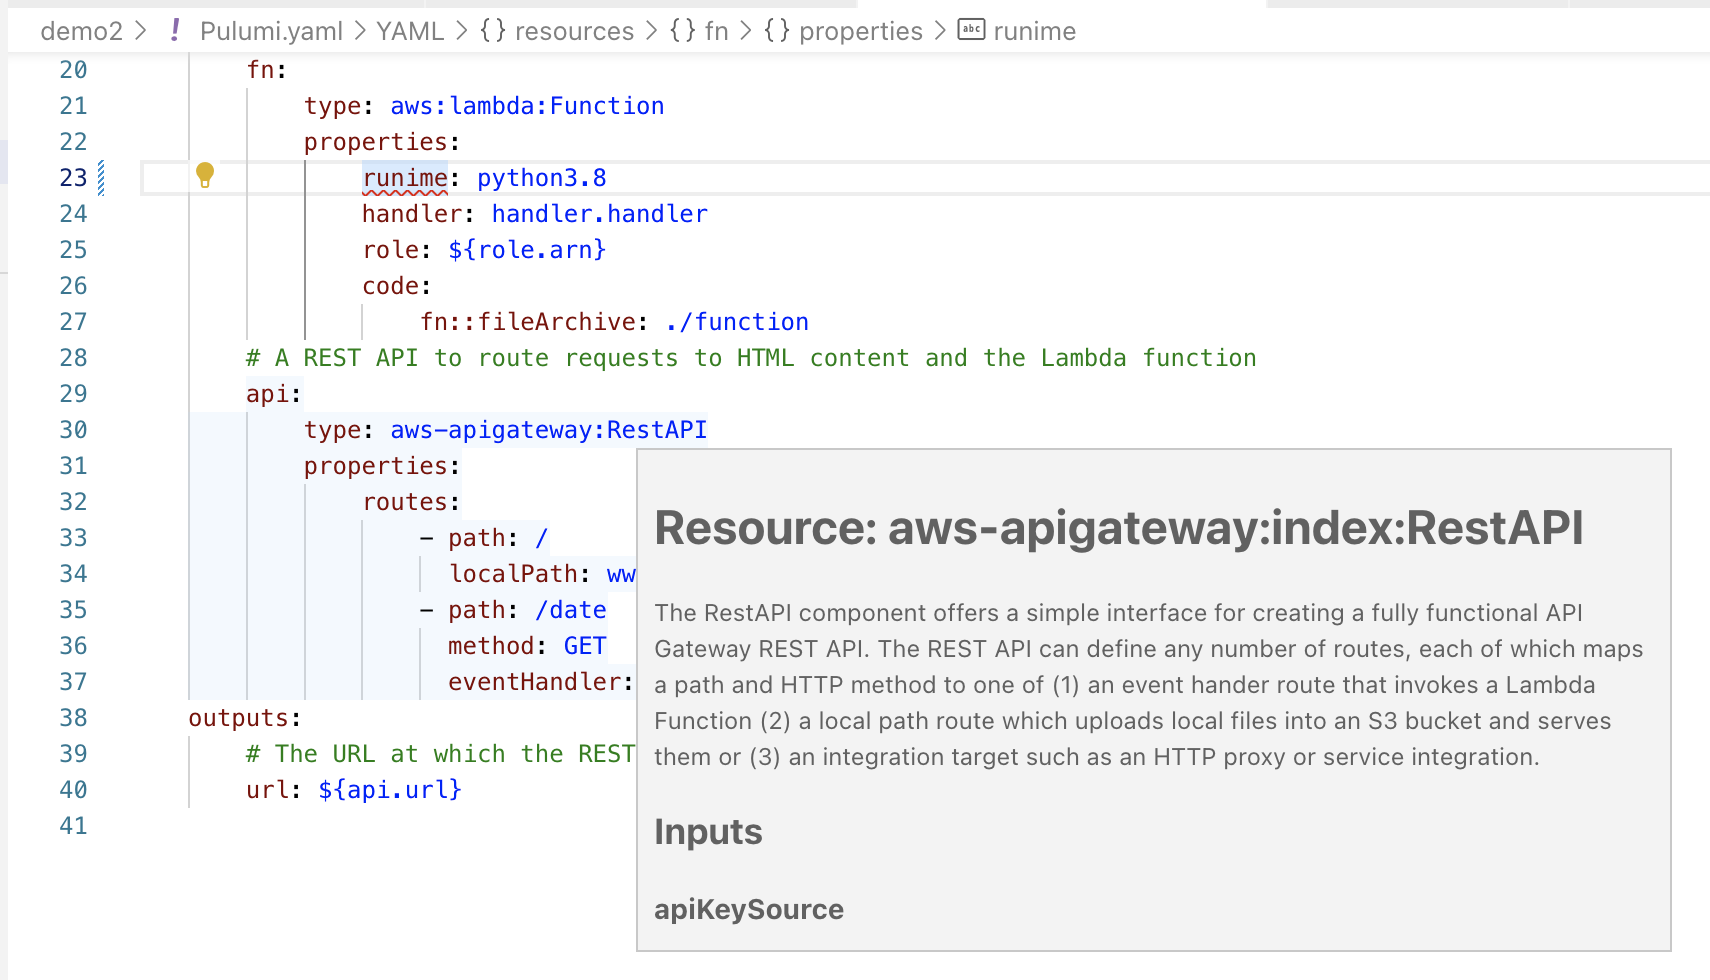 demo2 > ! Pulumi.yaml > YAML > {} resources > {} fn > {} properties > abc runime
20 fn:
21 type: aws:lambda:Function
22 properties:
23 runime: python3.8
24 handler: handler.handler
25 role: ${role.arn}
26 code:
27 fn::fileArchive: ./function
28 # A REST API to route requests to HTML content and the Lambda function
29 api:
30 type: aws-apigateway:RestAPI
31 properties:
32 routes:
33 - path: /
34 localPath: ww
35 - path: /date
36 method: GET
37 eventHandler:
38 outputs:
39 # The URL at which the REST
40 url: ${api.url}
41
Resource: aws-apigateway:index:RestAPI
The RestAPI component offers a simple interface for creating a fully functional API
Gateway REST API. The REST API can define any number of routes, each of which maps
a path and HTTP method to one of (1) an event hander route that invokes a Lambda
Function (2) a local path route which uploads local files into an S3 bucket and serves
them or (3) an integration target such as an HTTP proxy or service integration.
Inputs
apiKeySource